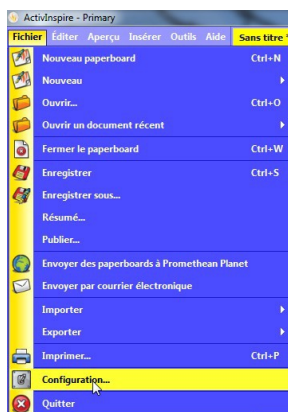 ActivInspire - Primary
Fichier Éditer Aperçu Insérer Outils Aide Sans titre *
Nouveau paperboard Ctrl+N
Nouveau
Ouvrir... Ctrl+O
Ouvrir un document récent
Fermer le paperboard Ctrl+W
Enregistrer Ctrl+S
Enregistrer sous...
Résumé...
Publier...
Envoyer des paperboards à Promethean Planet
Envoyer par courrier électronique
Importer
Exporter
Imprimer... Ctrl+P
Configuration...
Quitter